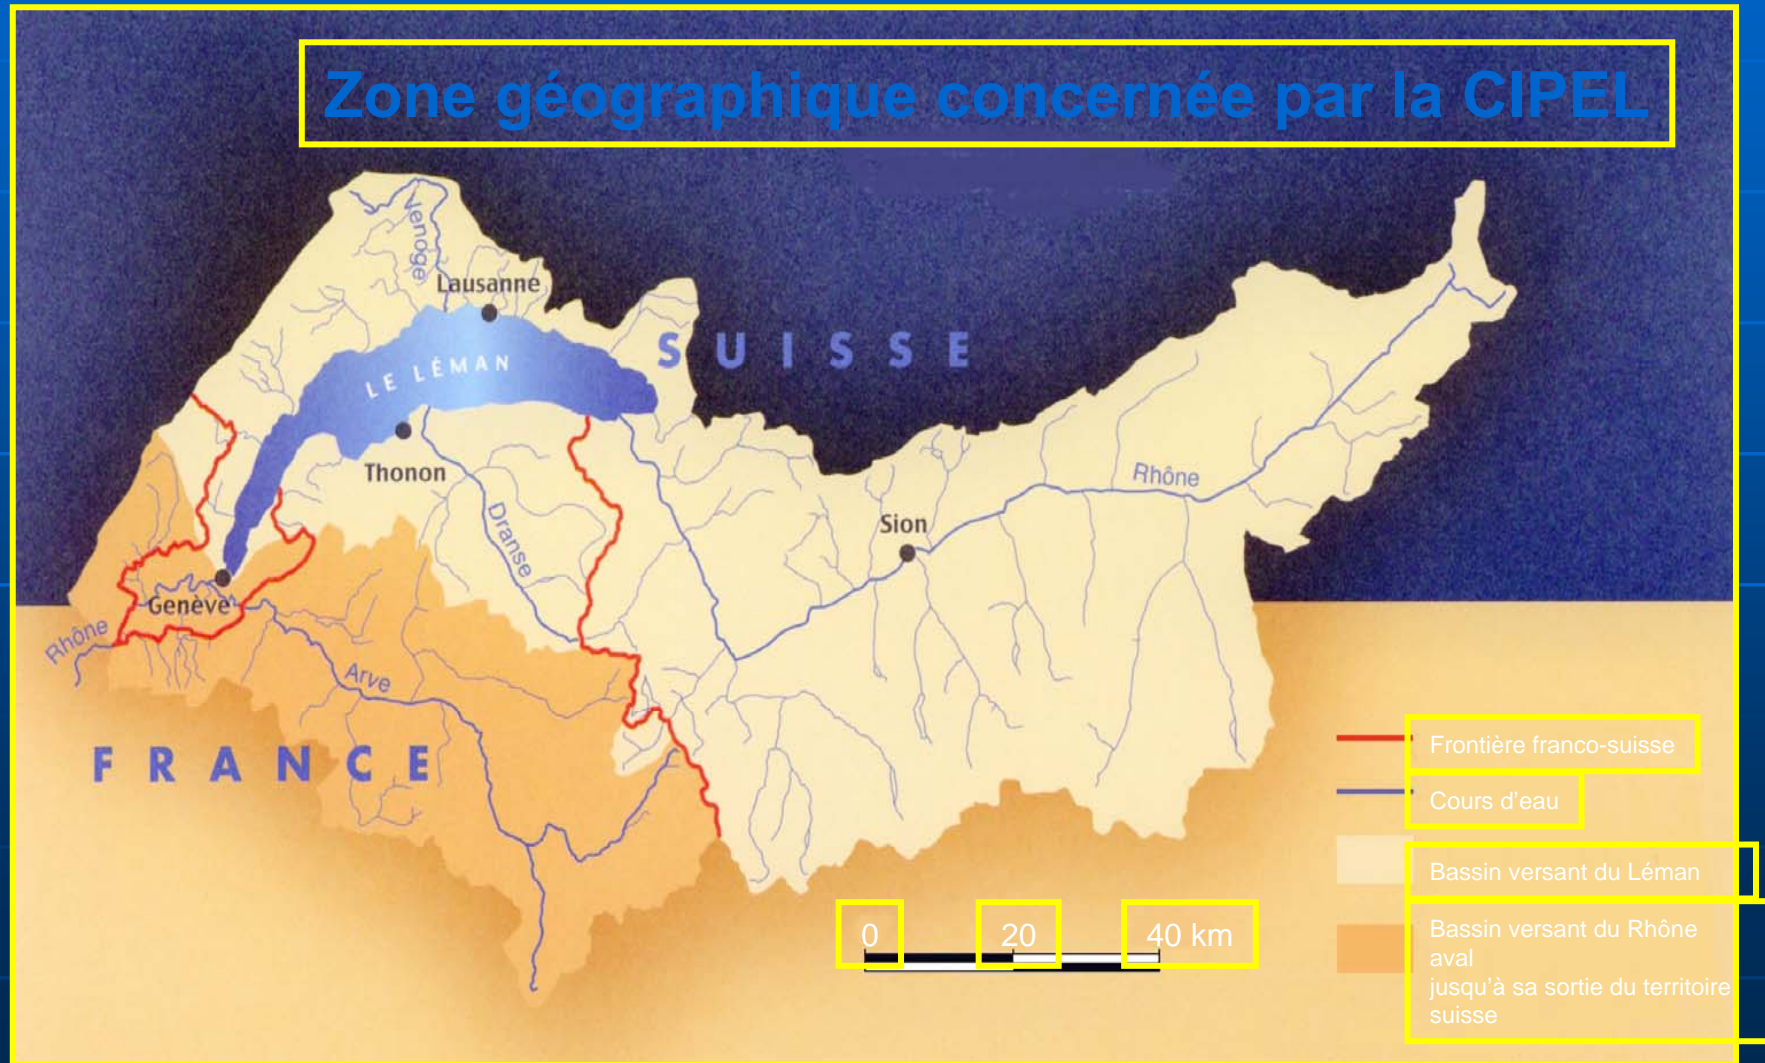 Zone géographique concernée par la CIPEL
Venoge
Lausanne
SUISSE
LE LÉMAN
Thonon
Rhône
Dranse
Sion
Genève
Rhône
Arve
FRANCE
Frontière franco-suisse
Cours d'eau
Bassin versant du Léman
Bassin versant du Rhône
aval
jusqu'à sa sortie du territoire
suisse
0 20 40 km